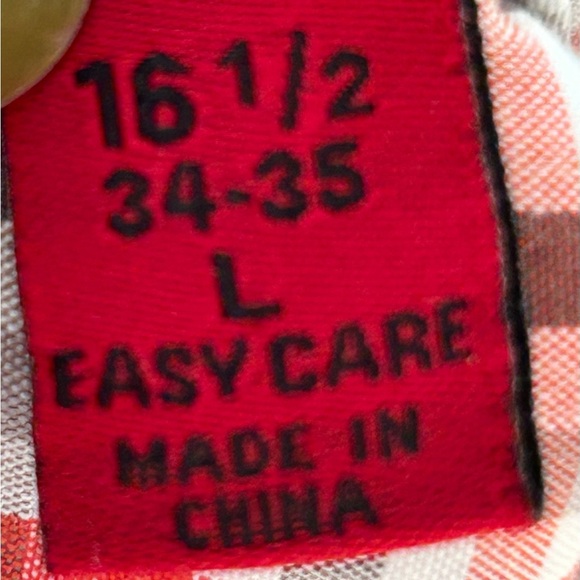 16 1/2
34-35
L
EASY CARE
MADE IN
CHINA